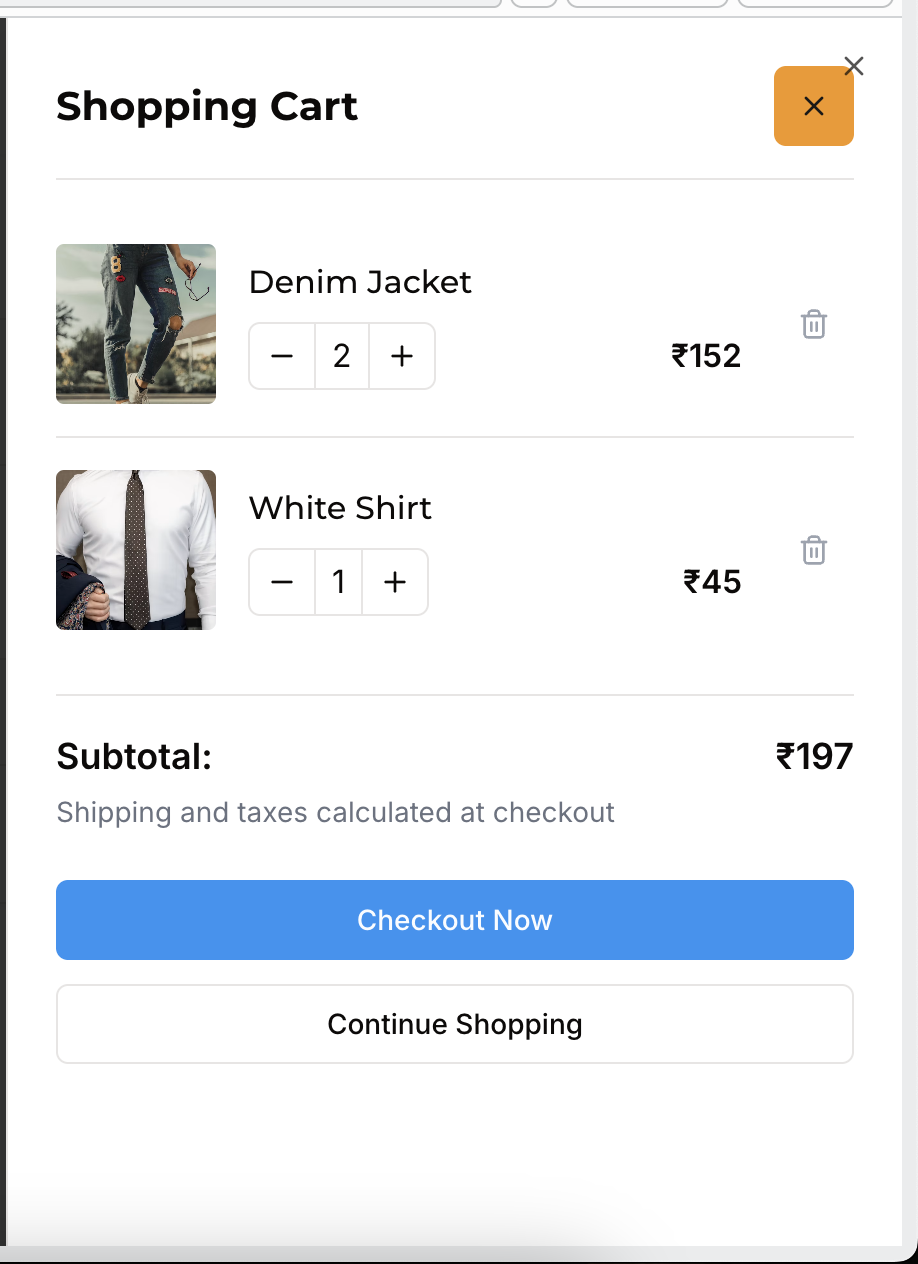 Shopping Cart
Denim Jacket
2
₹152
White Shirt
1
₹45
Subtotal: ₹197
Shipping and taxes calculated at checkout
Checkout Now
Continue Shopping